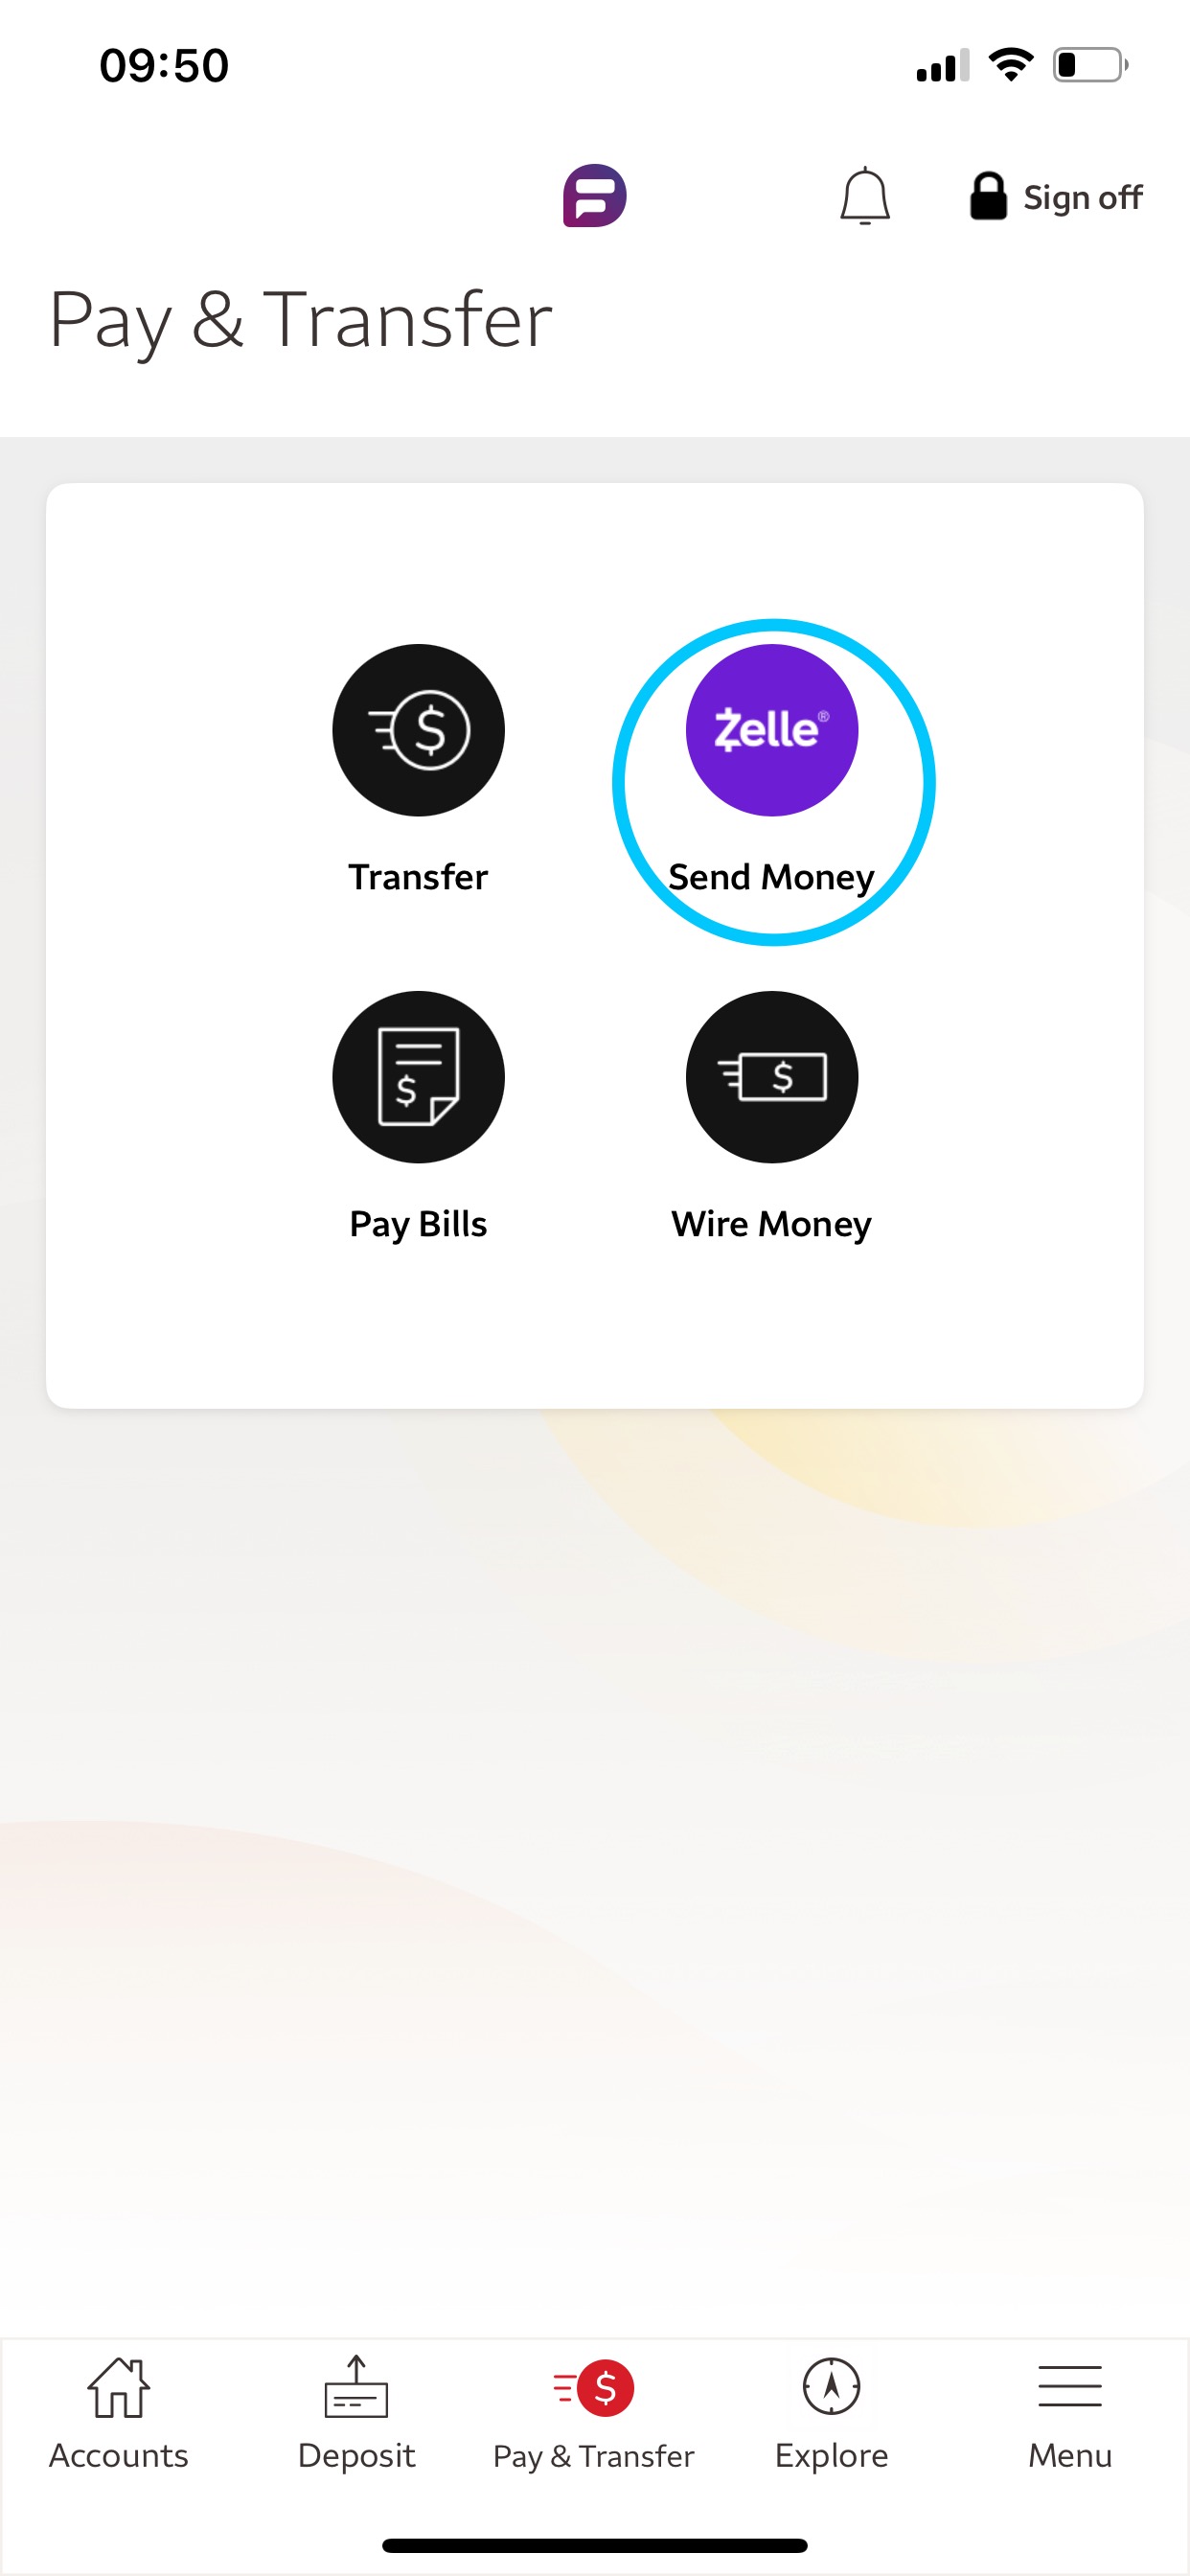 09:50
Sign off
Pay & Transfer
Zelle®
Transfer
Send Money
$
Pay Bills
$
Wire Money
$
$
Accounts
Deposit
Pay & Transfer
Explore
Menu